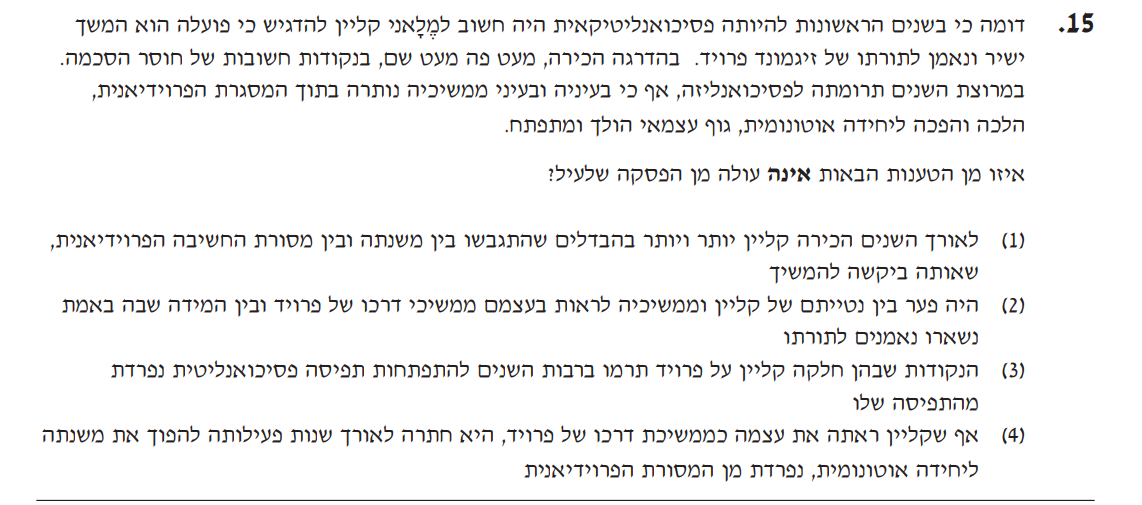 15. דומה כי בשנים הראשונות להיותה פסיכואנליטיקאית היה חשוב למֶלָאני קליין להדגיש כי פועלה הוא המשך
ישיר ונאמן לתורתו של זיגמונד פרויד. בהדרגה הכירה, מעט פה מעט שם, בנקודות חשובות של חוסר הסכמה.
במרוצת השנים תרומתה לפסיכואנליזה, אף כי בעיניה ובעיני ממשיכיה נותרה בתוך המסגרת הפרוידיאנית,
הלכה והפכה ליחידה אוטונומית, גוף עצמאי הולך ומתפתח.
איזו מן הטענות הבאות אינה עולה מן הפסקה שלעיל?
(1) לאורך השנים הכירה קליין יותר ויותר בהבדלים שהתגבשו בין משנתה ובין מסורת החשיבה הפרוידיאנית,
שאותה ביקשה להמשיך
(2) היה פער בין נטייתם של קליין וממשיכיה לראות בעצמם ממשיכי דרכו של פרויד ובין המידה שבה באמת
נשארו נאמנים לתורתו
(3) הנקודות שבהן חלקה קליין על פרויד תרמו ברבות השנים להתפתחות תפיסה פסיכואנליטית נפרדת
מהתפיסה שלו
(4) אף שקליין ראתה את עצמה כממשיכת דרכו של פרויד, היא חתרה לאורך שנות פעילותה להפוך את משנתה
ליחידה אוטונומית, נפרדת מן המסורת הפרוידיאנית